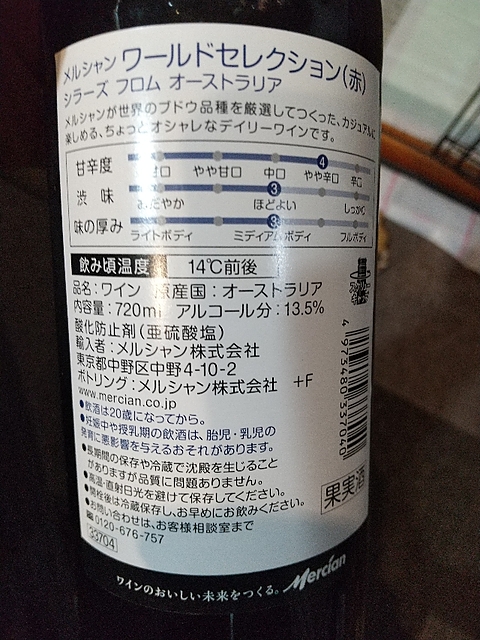 メルシャン ワールドセレクション(赤)
シラーズ フロム オーストラリア
メルシャンが世界のブドウ品種を厳選してつくった、カジュアルに
楽しめる、ちょっとオシャレなデイリーワインです。
甘辛度 4
甘口 やや甘口 中口 やや辛口 辛口
渋味 3
おだやか ほどよい しっかり
味の厚み 3
ライトボディ ミディアムボディ フルボディ
飲み頃温度 14℃前後
品名:ワイン 原産国:オーストラリア
内容量:720ml アルコール分:13.5%
酸化防止剤(亜硫酸塩)
輸入者:メルシャン株式会社
東京都中野区中野4-10-2
ボトリング:メルシャン株式会社 +F
www.mercian.co.jp
●飲酒は20歳になってから。
●妊娠中や授乳期の飲酒は、胎児・乳児の
発育に悪影響を与えるおそれがあります。
●長期間の保存や冷蔵で沈殿を生じること
がありますが品質に問題ありません。
●高温・直射日光を避けて保存してください。
●開栓後は冷蔵保存し、お早めにお飲みください。
●お問い合わせは、お客様相談室まで
0120-676-757
33704
果実酒
4 973480 337040
ワインのおいしい未来をつくる。 Mercian